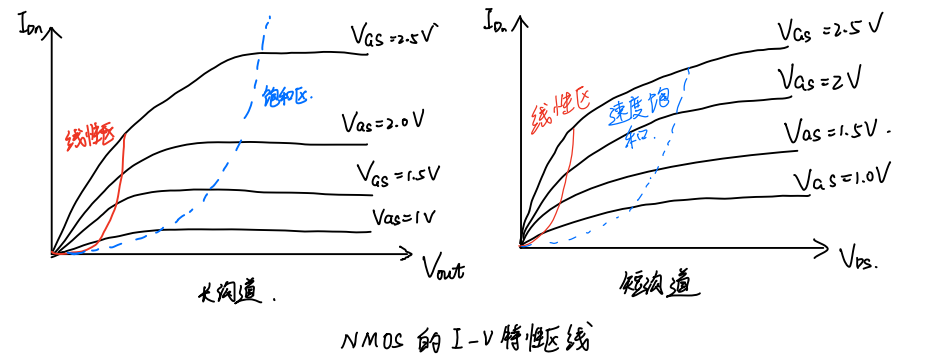 I_Dn
V_GS=2.5V
饱和区.
线性区
V_GS=2.0V
V_GS=1.5V
V_GS=1V
V_out
长沟道.
I_Dn
V_GS=2.5V
线性区
速度饱
和.
V_GS=2V
V_GS=1.5V.
V_GS=1.0V
V_DS.
短沟道
NMOS的I-V特性区线